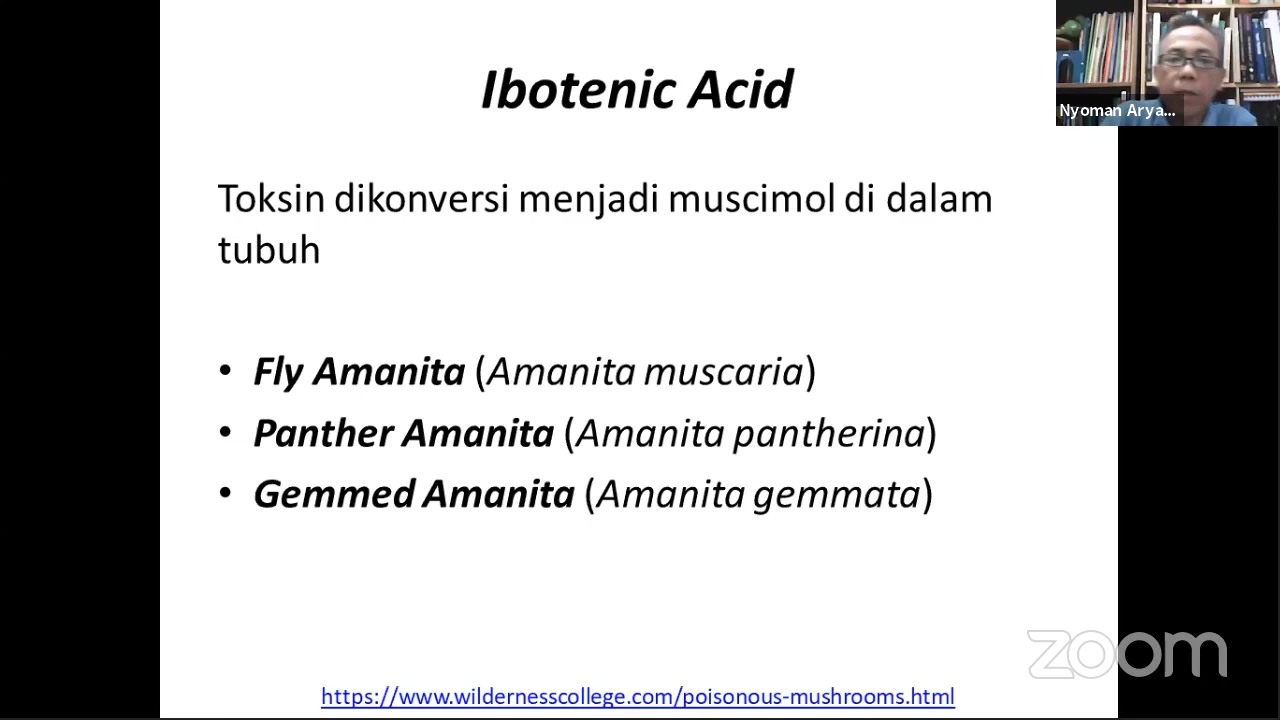 Ibotenic Acid
Nyoman Arya...
Toksin dikonversi menjadi muscimol di dalam
tubuh
• Fly Amanita (Amanita muscaria)
• Panther Amanita (Amanita pantherina)
• Gemmed Amanita (Amanita gemmata)
zoom
https://www.wildernesscollege.com/poisonous-mushrooms.html